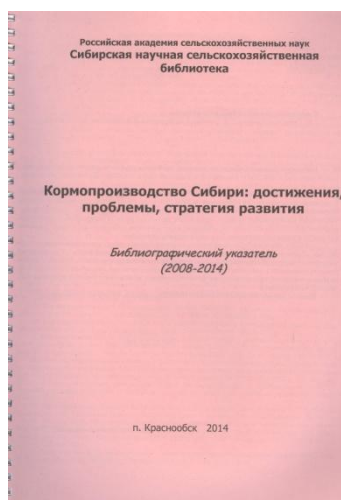 Российская академия сельскохозяйственных наук
Сибирская научная сельскохозяйственная
библиотека
Кормопроизводство Сибири: достижения,
проблемы, стратегия развития
Библиографический указатель
(2008-2014)
п. Краснообск 2014